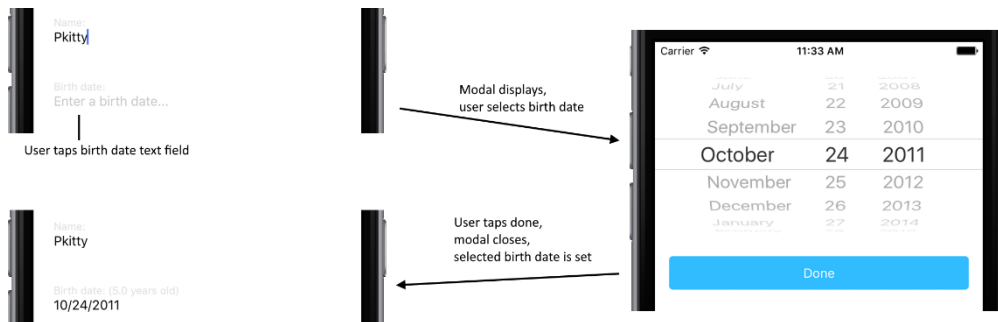 Name:
Pkitty
Birth date:
Enter a birth date...
User taps birth date text field
Modal displays,
user selects birth date
Carrier 11:33 AM
July 21 2008
August 22 2009
September 23 2010
October 24 2011
November 25 2012
December 26 2013
January 27 2014
Done
User taps done,
modal closes,
selected birth date is set
Name:
Pkitty
Birth date: (5.0 years old)
10/24/2011